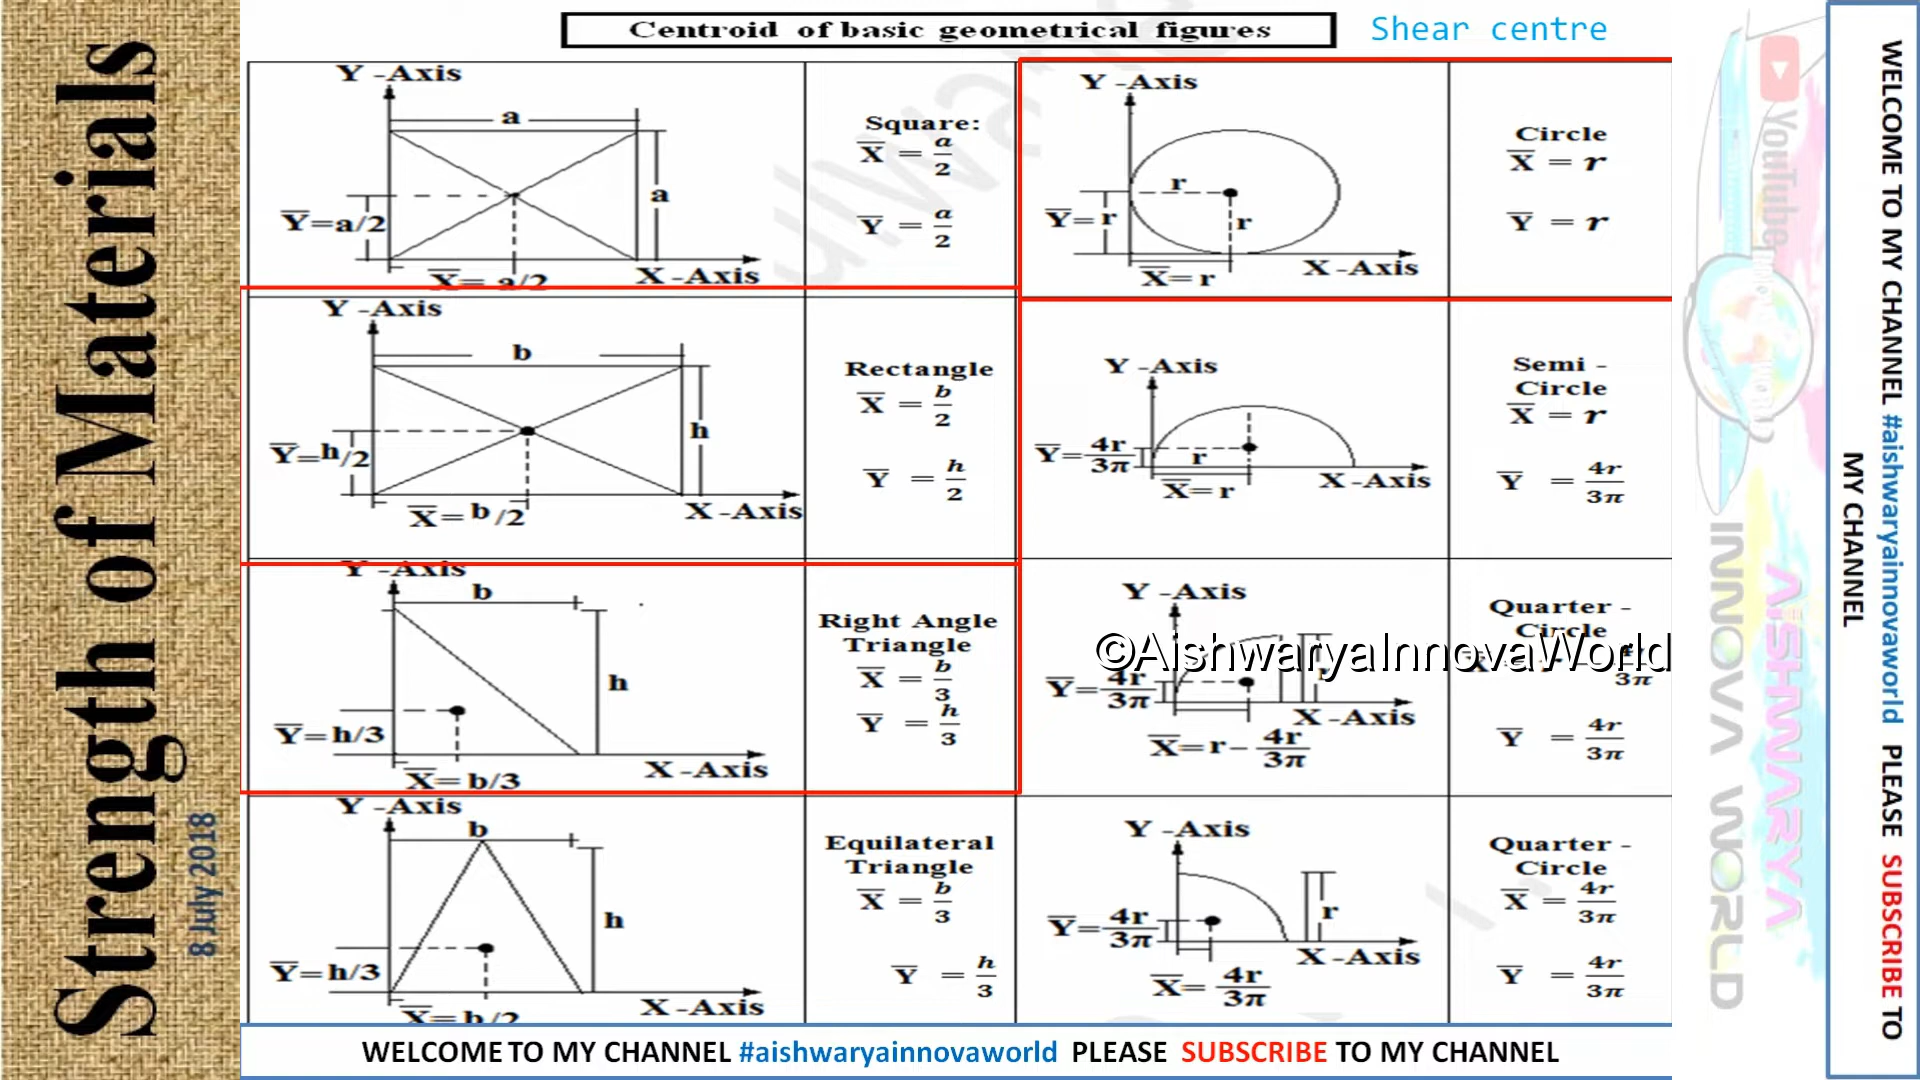 Strength of Materials
8 July 2018
Centroid of basic geometrical figures
Shear centre
Y -Axis
a
a
Y̅=a/2
X̅= a/2
X -Axis
Square:
X̅ = a/2
Y̅ = a/2
Y -Axis
r
r
Y̅=r
X̅=r
X -Axis
Circle
X̅ = r
Y̅ = r
Y -Axis
b
h
Y̅=h/2
X̅=b/2
X -Axis
Rectangle
X̅ = b/2
Y̅ = h/2
Y -Axis
Y̅=4r/3π
r
X̅=r
X -Axis
Semi -
Circle
X̅ = r
Y̅ = 4r/3π
Y -Axis
b
h
Y̅=h/3
X̅=b/3
X -Axis
Right Angle
Triangle
X̅ = b/3
Y̅ = h/3
Y -Axis
Y̅=4r/3π
X -Axis
X̅=r-4r/3π
Quarter -
Circle
Y̅ = 4r/3π
©AishwaryaInnovaWorld
Y -Axis
b
h
Y̅=h/3
X̅=b/2
X -Axis
Equilateral
Triangle
X̅ = b/3
Y̅ = h/3
Y -Axis
r
Y̅=4r/3π
X -Axis
X̅=4r/3π
Quarter -
Circle
X̅ = 4r/3π
Y̅ = 4r/3π
WELCOME TO MY CHANNEL #aishwaryainnovaworld PLEASE SUBSCRIBE TO MY CHANNEL
YouTube
AISHWARYA
INNOVA WORLD
WELCOME TO MY CHANNEL #aishwaryainnovaworld PLEASE SUBSCRIBE TO
MY CHANNEL